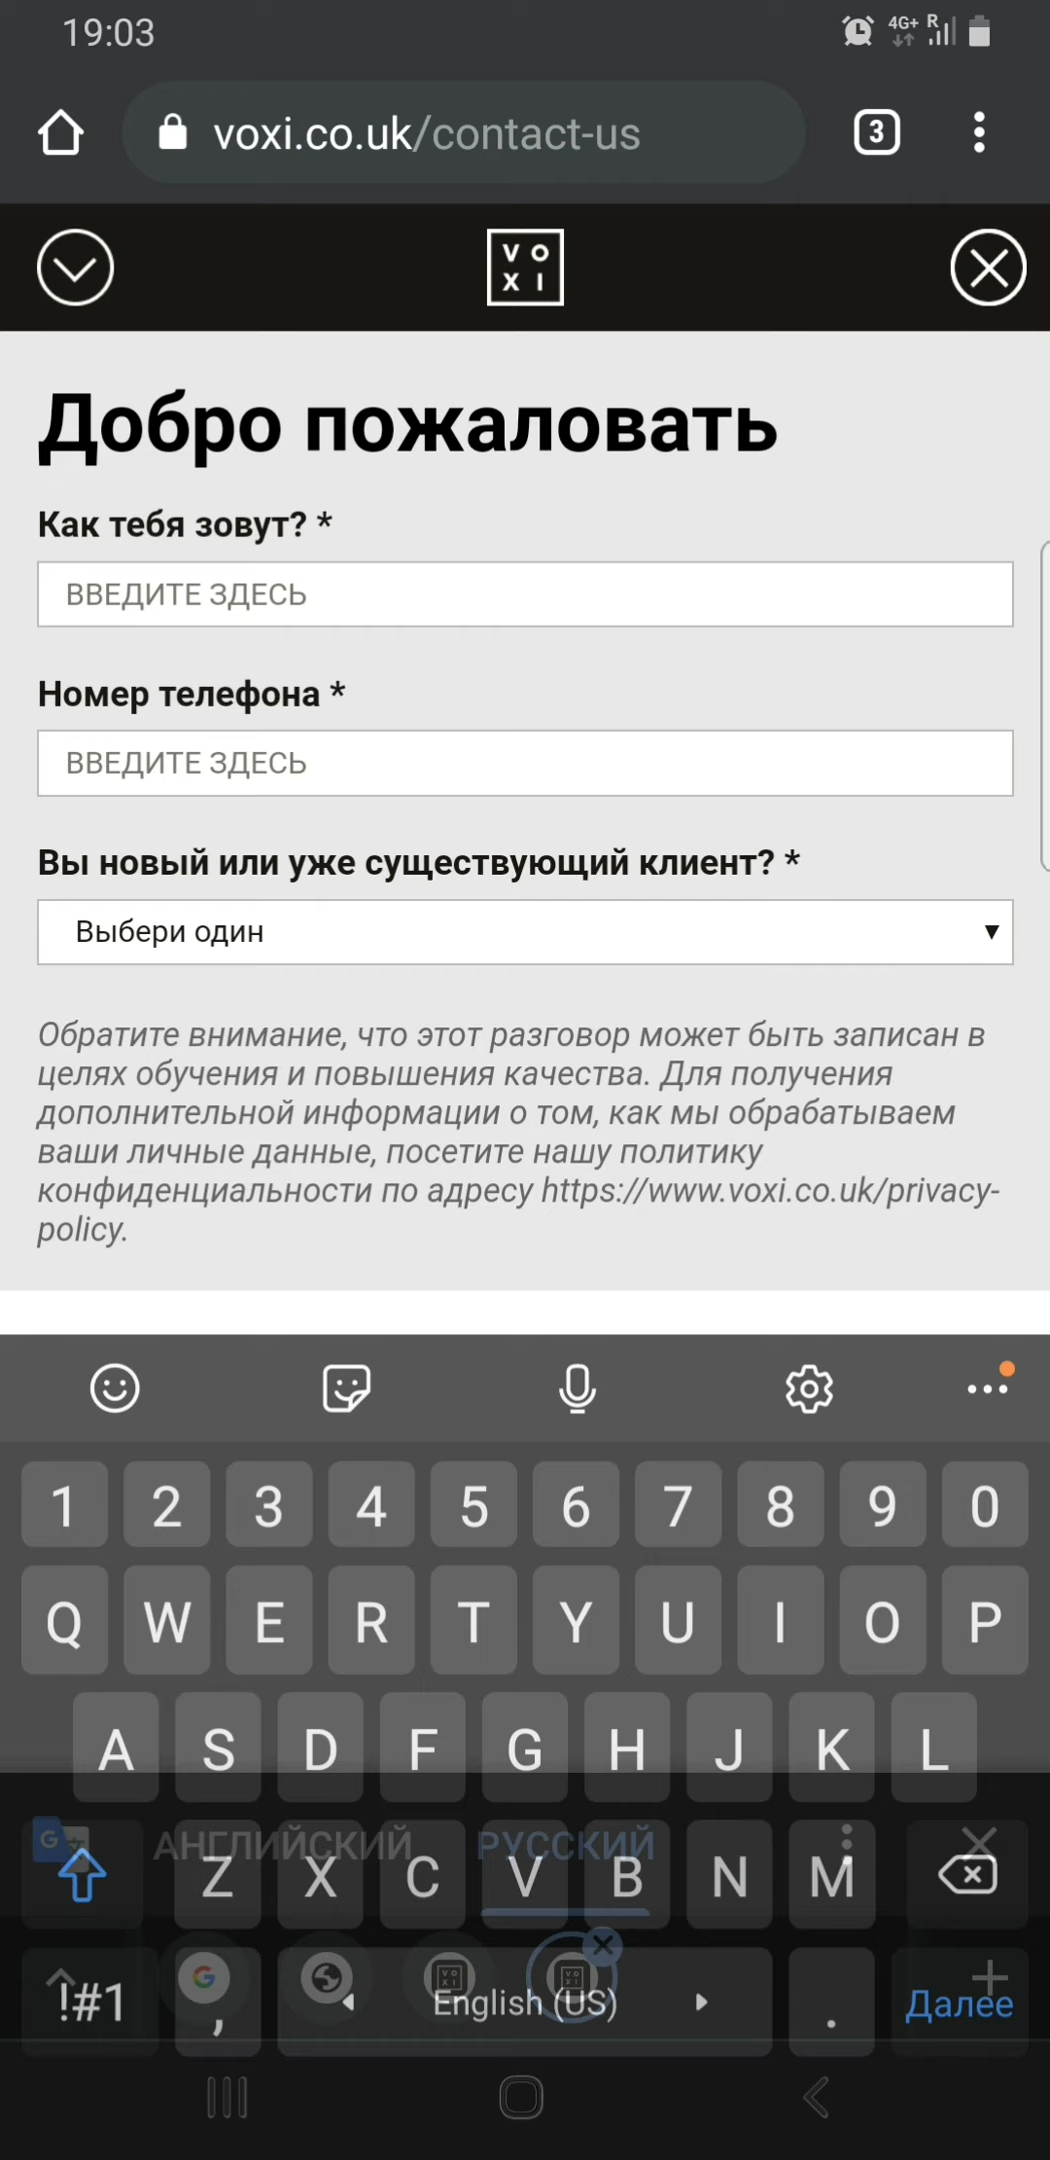 19:03
4G+ R
voxi.co.uk/contact-us
3
VO
XI
Добро пожаловать
Как тебя зовут? *
ВВЕДИТЕ ЗДЕСЬ
Номер телефона *
ВВЕДИТЕ ЗДЕСЬ
Вы новый или уже существующий клиент? *
Выбери один
Обратите внимание, что этот разговор может быть записан в
целях обучения и повышения качества. Для получения
дополнительной информации о том, как мы обрабатываем
ваши личные данные, посетите нашу политику
конфиденциальности по адресу https://www.voxi.co.uk/privacy-
policy.
1 2 3 4 5 6 7 8 9 0
Q W E R T Y U I O P
A S D F G H J K L
АНГЛИЙСКИЙ РУССКИЙ
Z X C V B N M
!#1 , English (US) . Далее